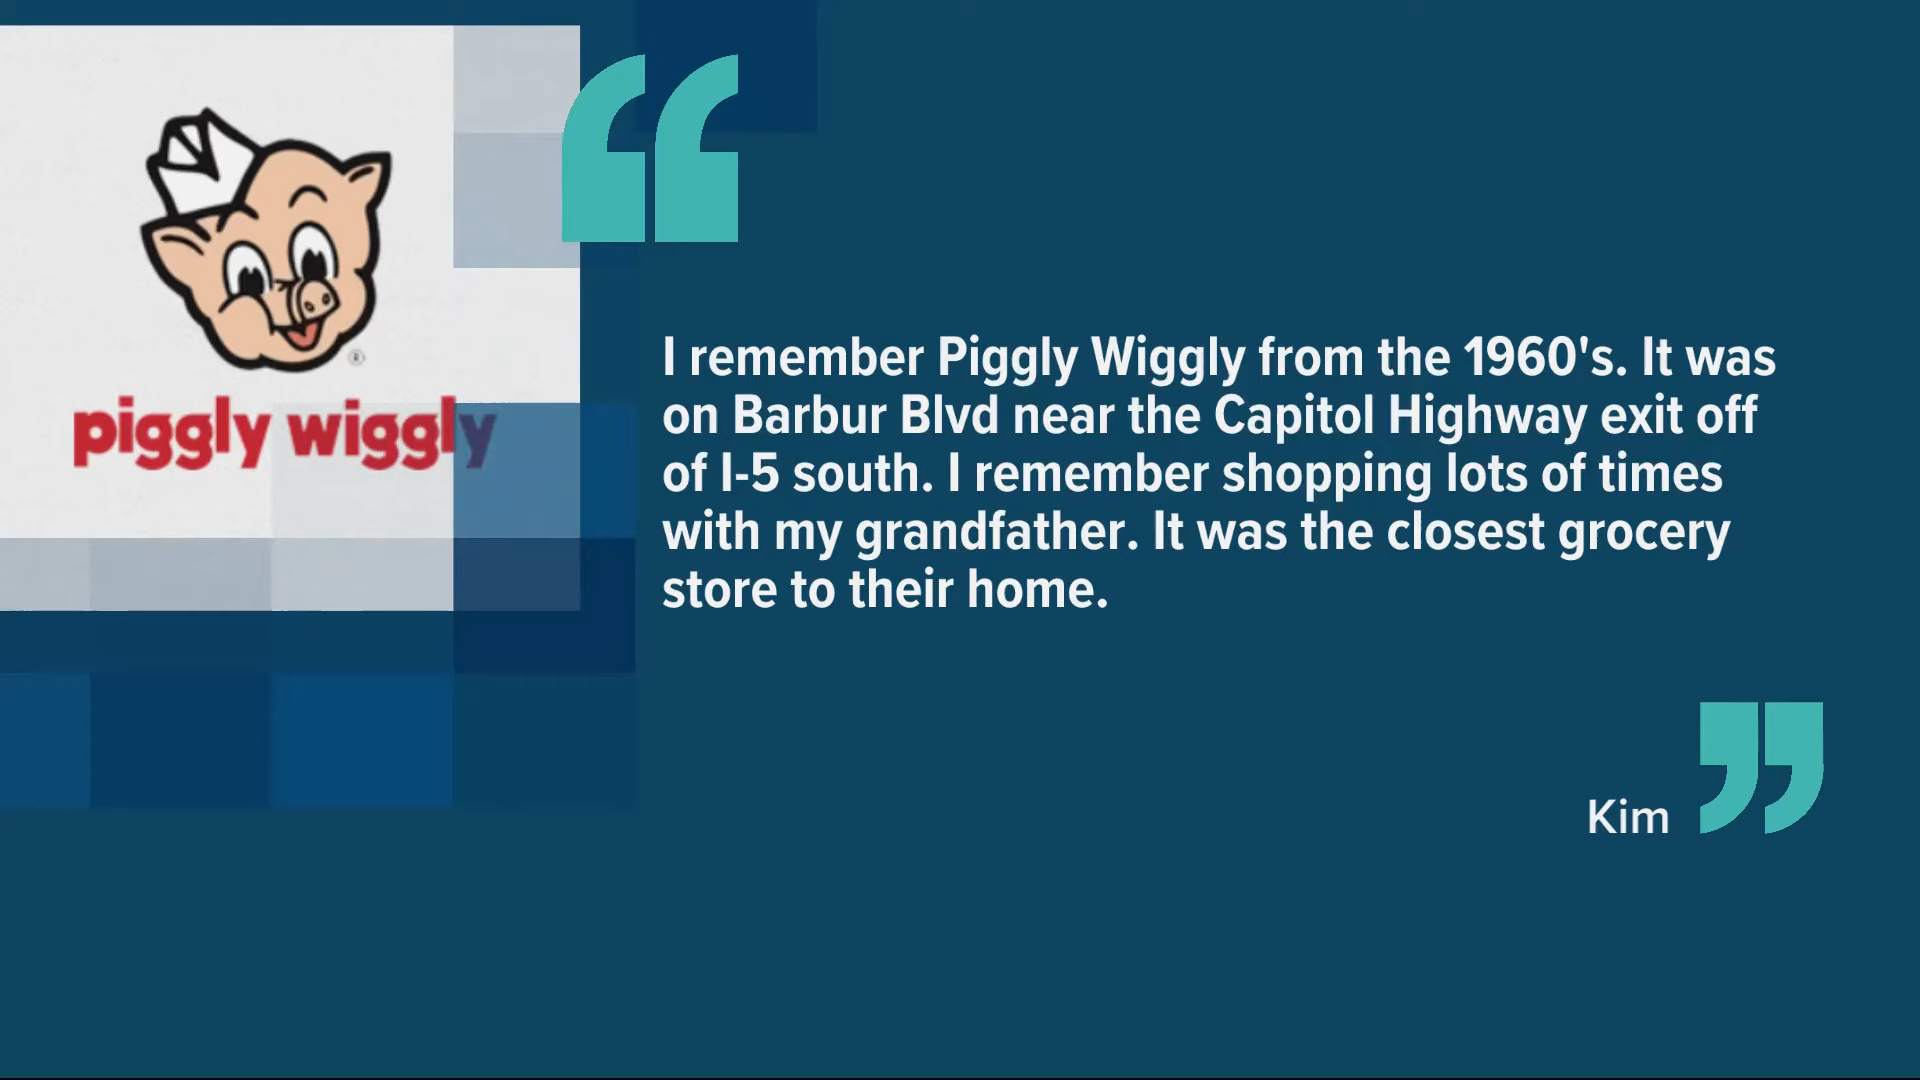 piggly wiggly
I remember Piggly Wiggly from the 1960's. It was
on Barbur Blvd near the Capitol Highway exit off
of I-5 south. I remember shopping lots of times
with my grandfather. It was the closest grocery
store to their home.
Kim